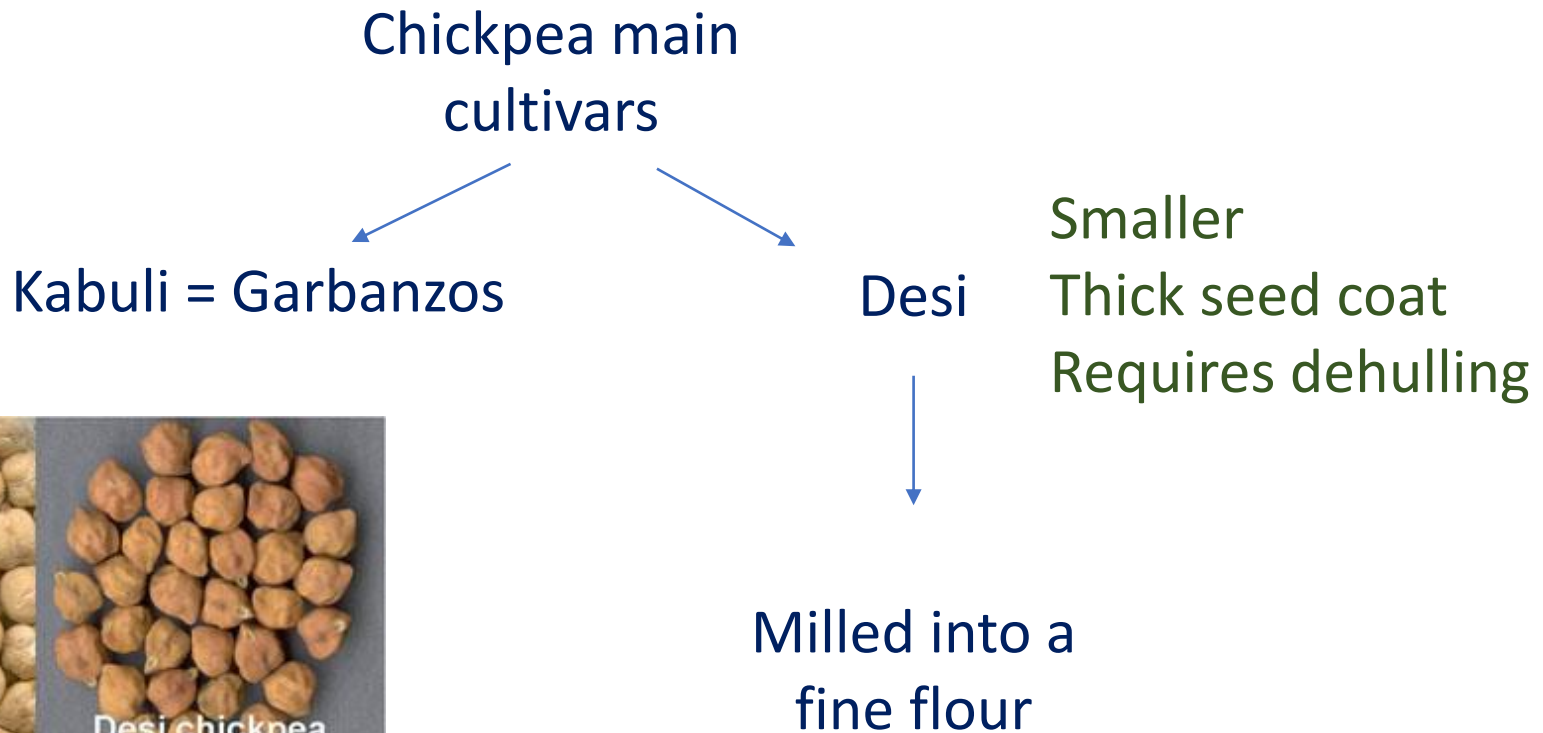 Chickpea main
cultivars
Kabuli = Garbanzos
Desi
Smaller
Thick seed coat
Requires dehulling
Desi chickpea
Milled into a
fine flour